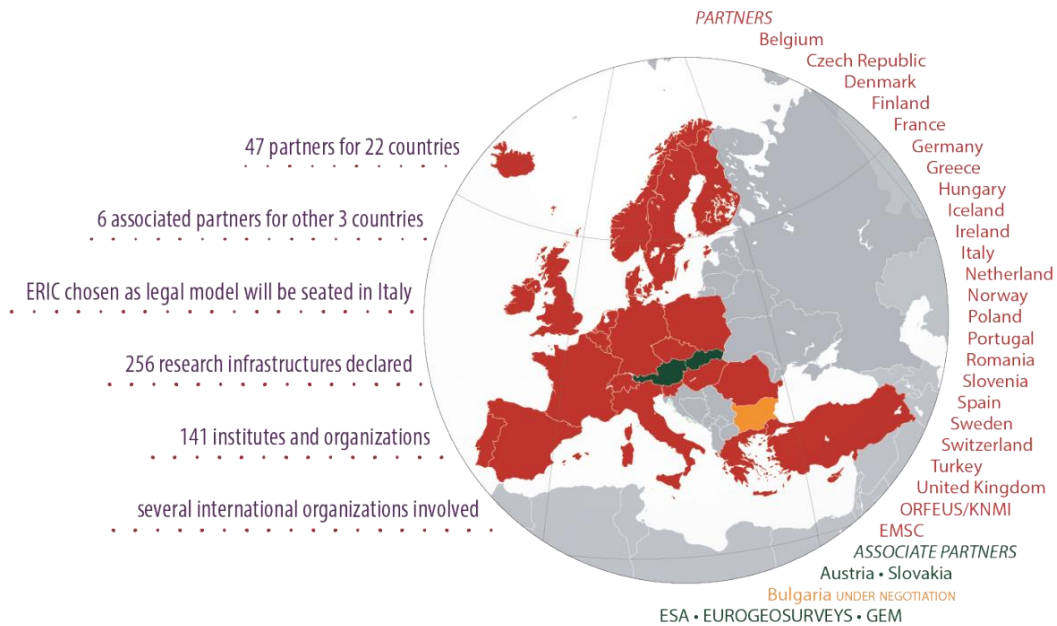 47 partners for 22 countries
6 associated partners for other 3 countries
ERIC chosen as legal model will be seated in Italy
256 research infrastructures declared
141 institutes and organizations
several international organizations involved
PARTNERS
Belgium
Czech Republic
Denmark
Finland
France
Germany
Greece
Hungary
Iceland
Ireland
Italy
Netherland
Norway
Poland
Portugal
Romania
Slovenia
Spain
Sweden
Switzerland
Turkey
United Kingdom
ORFEUS/KNMI
EMSC
ASSOCIATE PARTNERS
Austria • Slovakia
Bulgaria UNDER NEGOTIATION
ESA • EUROGEOSURVEYS • GEM